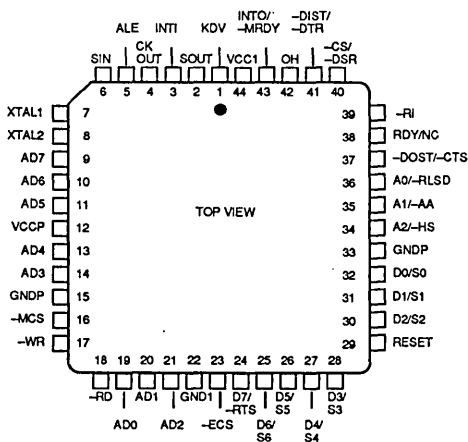 INTO/ -DIST/
ALE INTI KDV -MRDY -DTR
CK -CS/
SIN OUT SOUT VCC1 OH -DSR
6 5 4 3 2 1 44 43 42 41 40
XTAL1 7 39 -RI
XTAL2 8 38 RDY/NC
AD7 9 37 -DOST/-CTS
AD6 10 36 A0/-RLSD
AD5 11 35 A1/-AA
VCCP 12 34 A2/-HS
TOP VIEW
AD4 13 33 GNDP
AD3 14 32 D0/S0
GNDP 15 31 D1/S1
-MCS 16 30 D2/S2
-WR 17 29 RESET
18 19 20 21 22 23 24 25 26 27 28
-RD AD1 GND1 D7/ D5/ D3/
-RTS S5 S3
AD0 AD2 -ECS D6/ D4/
S6 S4